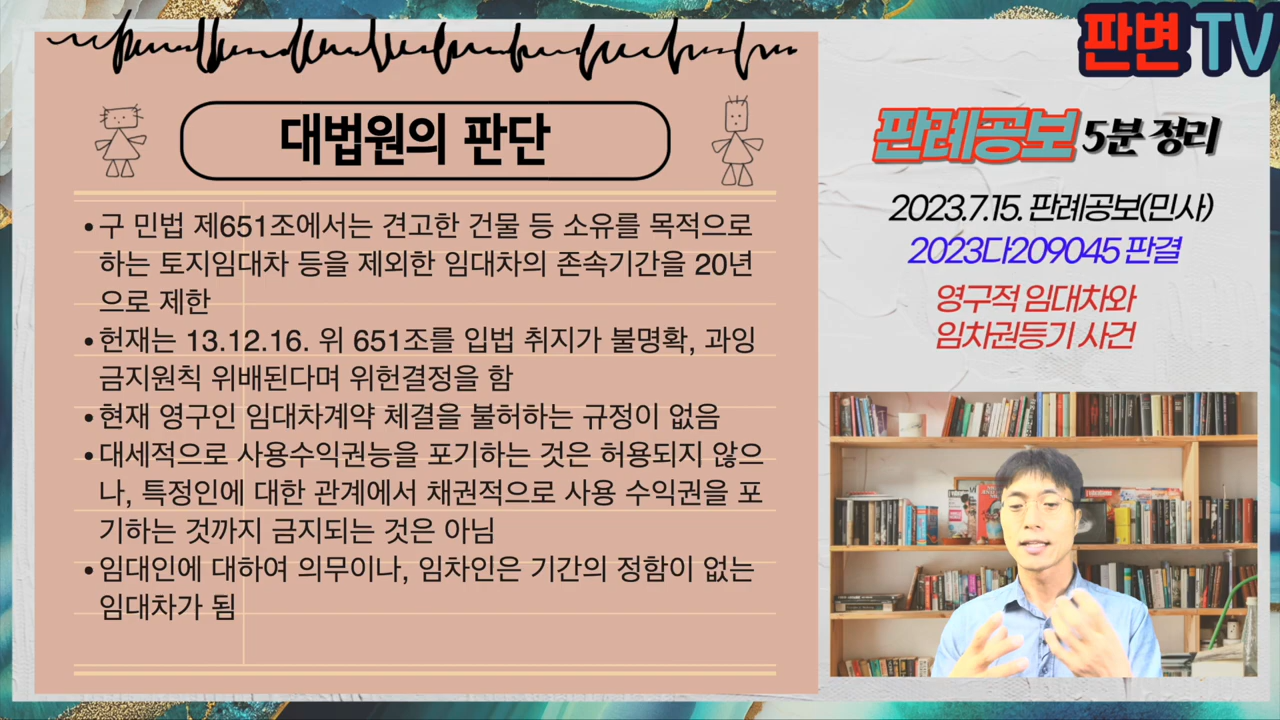 판변 TV
대법원의 판단
• 구 민법 제651조에서는 견고한 건물 등 소유를 목적으로
하는 토지임대차 등을 제외한 임대차의 존속기간을 20년
으로 제한
• 헌재는 13.12.16. 위 651조를 입법 취지가 불명확, 과잉
금지원칙 위배된다며 위헌결정을 함
• 현재 영구인 임대차계약 체결을 불허하는 규정이 없음
• 대세적으로 사용수익권능을 포기하는 것은 허용되지 않으
나, 특정인에 대한 관계에서 채권적으로 사용 수익권을 포
기하는 것까지 금지되는 것은 아님
• 임대인에 대하여 의무이나, 임차인은 기간의 정함이 없는
임대차가 됨
판례공보 5분 정리
2023.7.15. 판례공보(민사)
2023다209045 판결
영구적 임대차와
임차권등기 사건